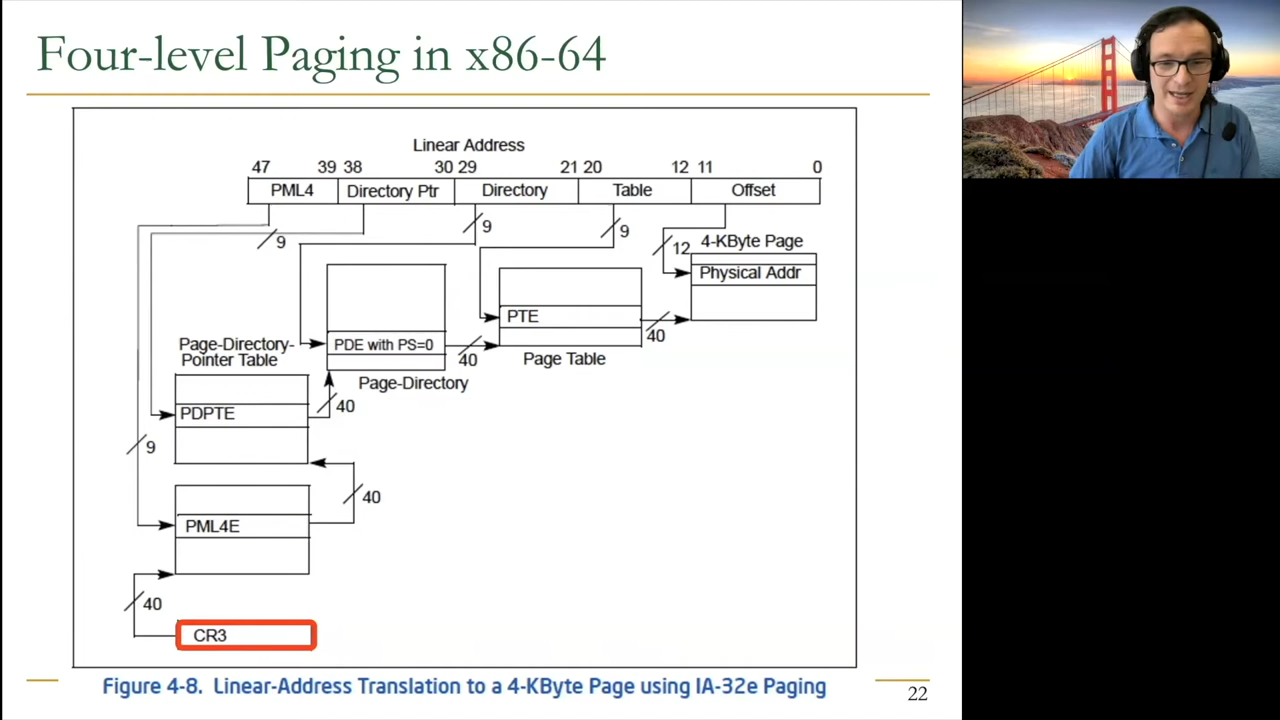 Four-level Paging in x86-64
Linear Address
47 39 38 30 29 21 20 12 11 0
PML4 Directory Ptr Directory Table Offset
9 9 9 12 4-KByte Page
Physical Addr
PTE
40
Page-Directory-
Pointer Table
PDE with PS=0
40
Page Table
Page-Directory
40
PDPTE
9
40
PML4E
40
CR3
Figure 4-8. Linear-Address Translation to a 4-KByte Page using IA-32e Paging
22